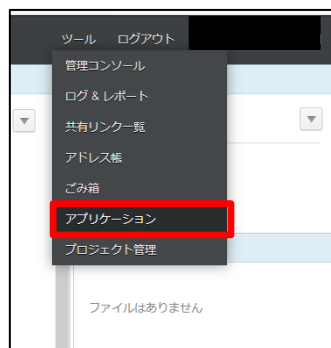 ツール ログアウト
管理コンソール
ログ & レポート
共有リンク一覧
アドレス帳
ごみ箱
アプリケーション
プロジェクト管理
ファイルはありません